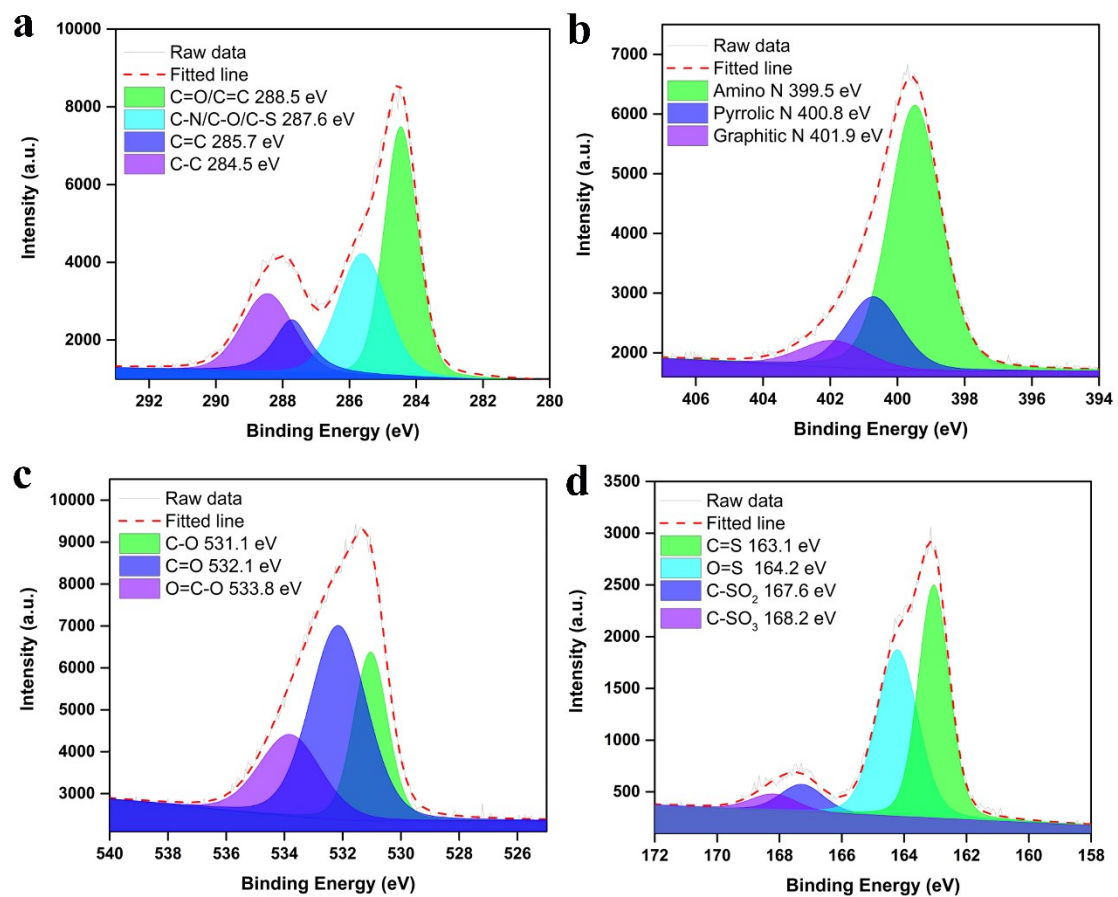 a
Intensity (a.u.)
10000
8000
6000
4000
2000
Raw data
Fitted line
C=O/C=C 288.5 eV
C-N/C-O/C-S 287.6 eV
C=C 285.7 eV
C-C 284.5 eV
292 290 288 286 284 282 280
Binding Energy (eV)
b
Intensity (a.u.)
7000
6000
5000
4000
3000
2000
Raw data
Fitted line
Amino N 399.5 eV
Pyrrolic N 400.8 eV
Graphitic N 401.9 eV
406 404 402 400 398 396 394
Binding Energy (eV)
c
Intensity (a.u.)
10000
9000
8000
7000
6000
5000
4000
3000
Raw data
Fitted line
C-O 531.1 eV
C=O 532.1 eV
O=C-O 533.8 eV
540 538 536 534 532 530 528 526
Binding Energy (eV)
d
Intensity (a.u.)
3500
3000
2500
2000
1500
1000
500
Raw data
Fitted line
C=S 163.1 eV
O=S 164.2 eV
C-SO₂ 167.6 eV
C-SO₃ 168.2 eV
172 170 168 166 164 162 160 158
Binding Energy (eV)